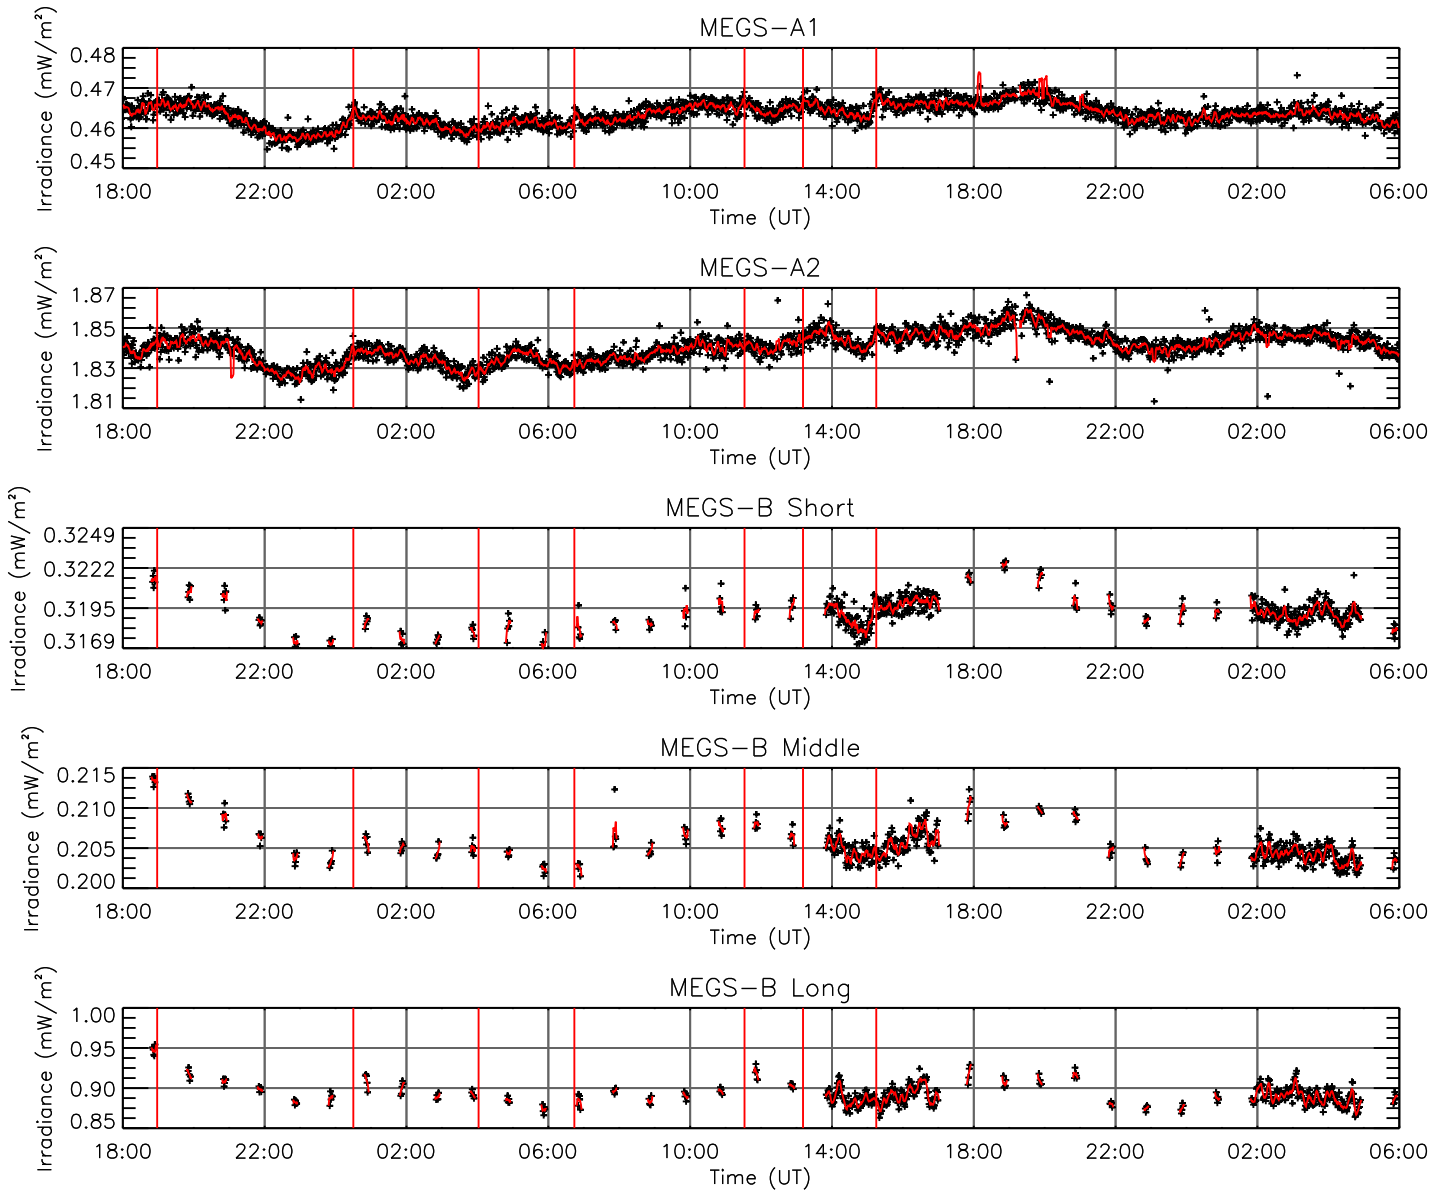 MEGS-A1
Irradiance (mW/m²)
0.48
0.47
0.46
0.45
18:00 22:00 02:00 06:00 10:00 14:00 18:00 22:00 02:00 06:00
Time (UT)
MEGS-A2
Irradiance (mW/m²)
1.87
1.85
1.83
1.81
18:00 22:00 02:00 06:00 10:00 14:00 18:00 22:00 02:00 06:00
Time (UT)
MEGS-B Short
Irradiance (mW/m²)
0.3249
0.3222
0.3195
0.3169
18:00 22:00 02:00 06:00 10:00 14:00 18:00 22:00 02:00 06:00
Time (UT)
MEGS-B Middle
Irradiance (mW/m²)
0.215
0.210
0.205
0.200
18:00 22:00 02:00 06:00 10:00 14:00 18:00 22:00 02:00 06:00
Time (UT)
MEGS-B Long
Irradiance (mW/m²)
1.00
0.95
0.90
0.85
18:00 22:00 02:00 06:00 10:00 14:00 18:00 22:00 02:00 06:00
Time (UT)